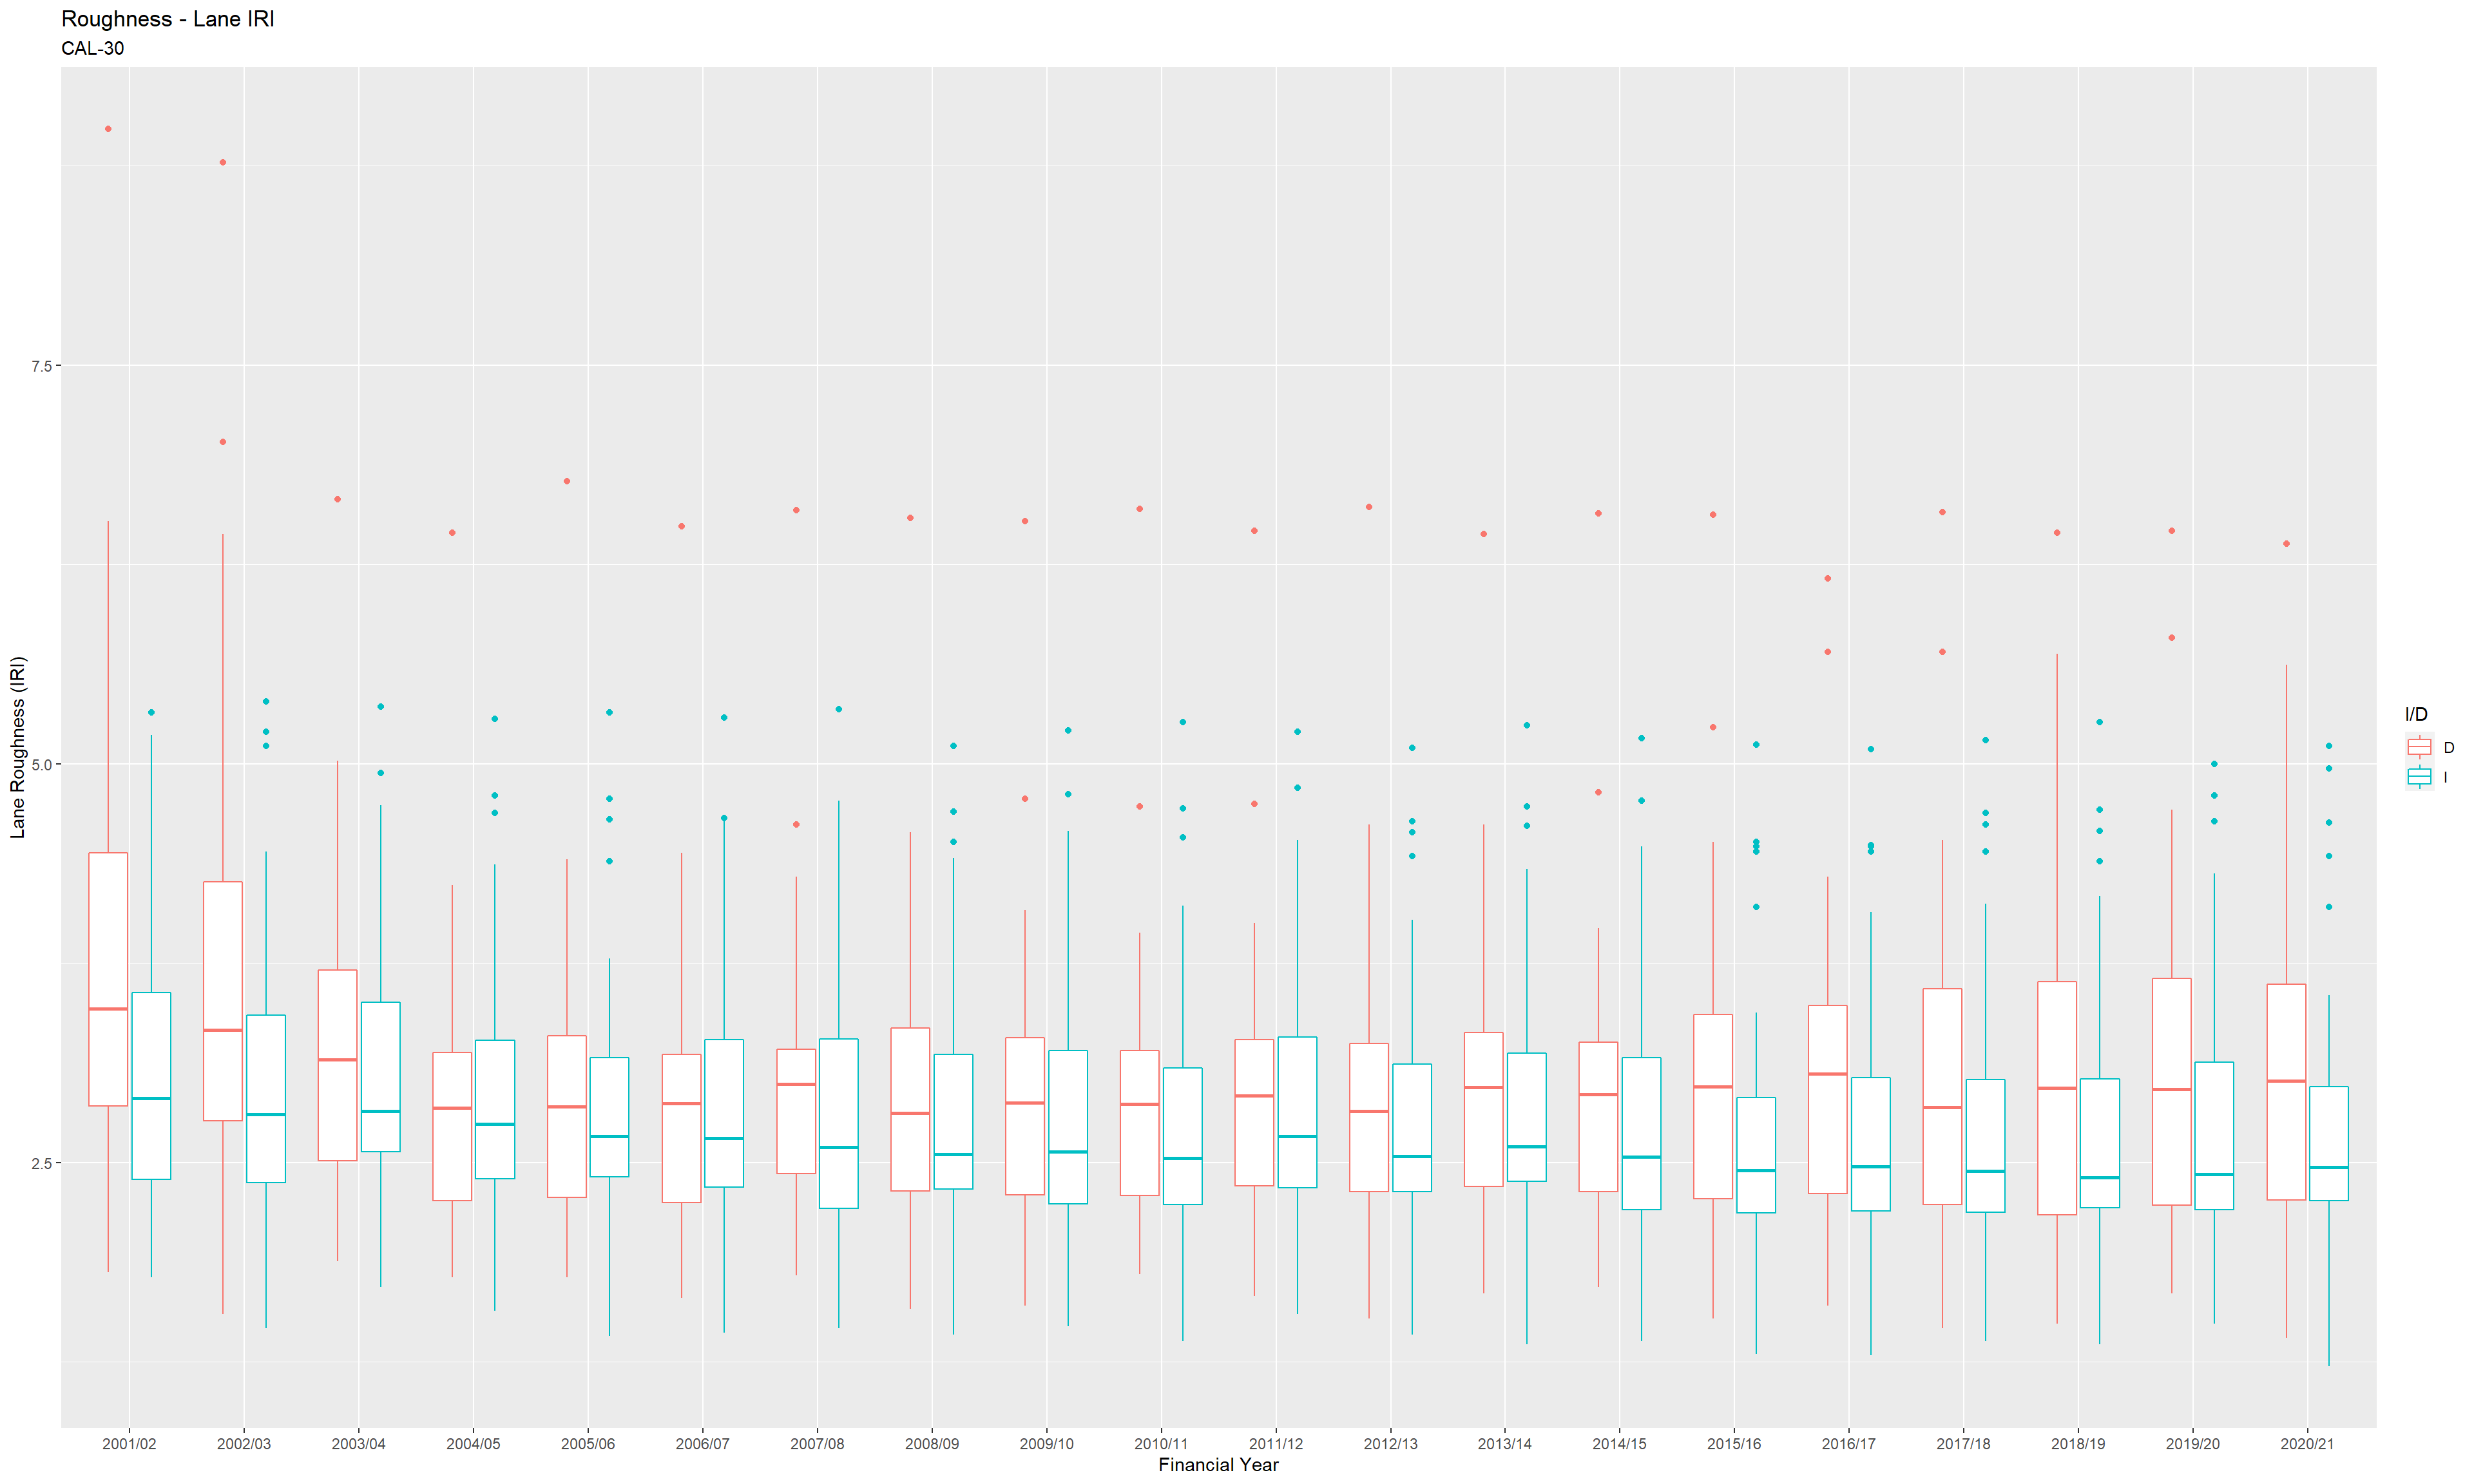 Roughness - Lane IRI
CAL-30
Lane Roughness (IRI)
7.5
5.0
2.5
2001/02 2002/03 2003/04 2004/05 2005/06 2006/07 2007/08 2008/09 2009/10 2010/11 2011/12 2012/13 2013/14 2014/15 2015/16 2016/17 2017/18 2018/19 2019/20 2020/21
Financial Year
I/D
D
I